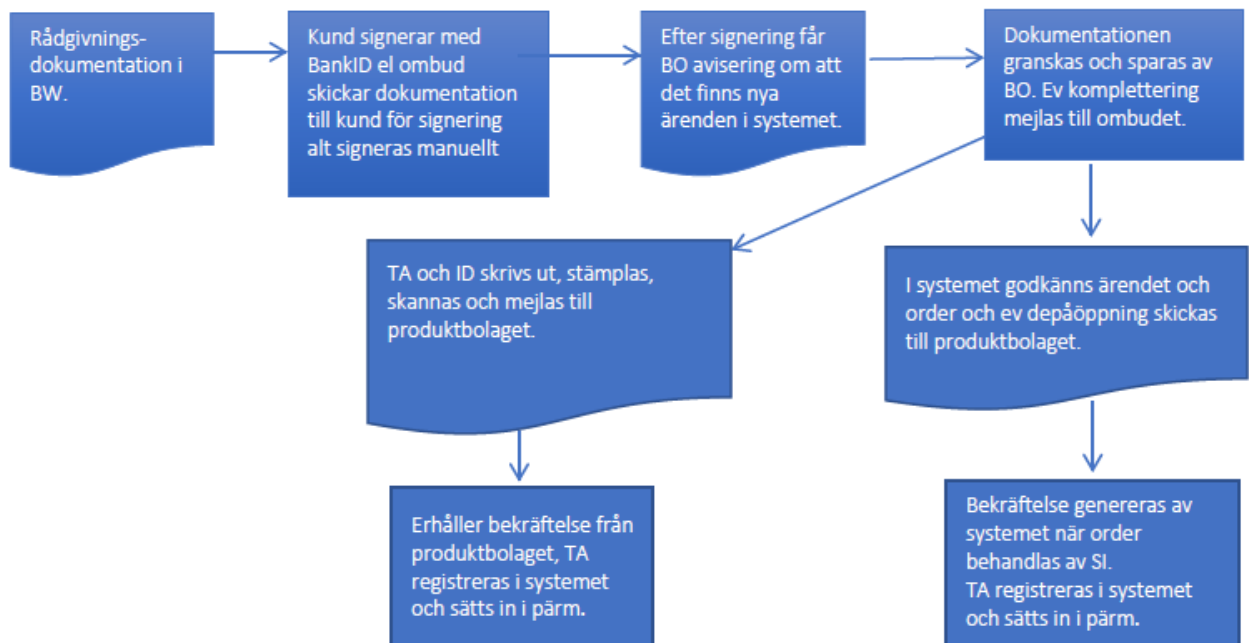 Rådgivnings-
dokumentation i
BW.
Kund signerar med
BankID el ombud
skickar dokumentation
till kund för signering
alt signeras manuellt
Efter signering får
BO avisering om att
det finns nya
ärenden i systemet.
Dokumentationen
granskas och sparas av
BO. Ev komplettering
mejlas till ombudet.
TA och ID skrivs ut, stämplas,
skannas och mejlas till
produktbolaget.
I systemet godkänns ärendet och
order och ev depåöppning skickas
till produktbolaget.
Erhåller bekräftelse från
produktbolaget, TA
registreras i systemet
och sätts in i pärm.
Bekräftelse genereras av
systemet när order
behandlas av SI.
TA registreras i systemet
och sätts in i pärm.